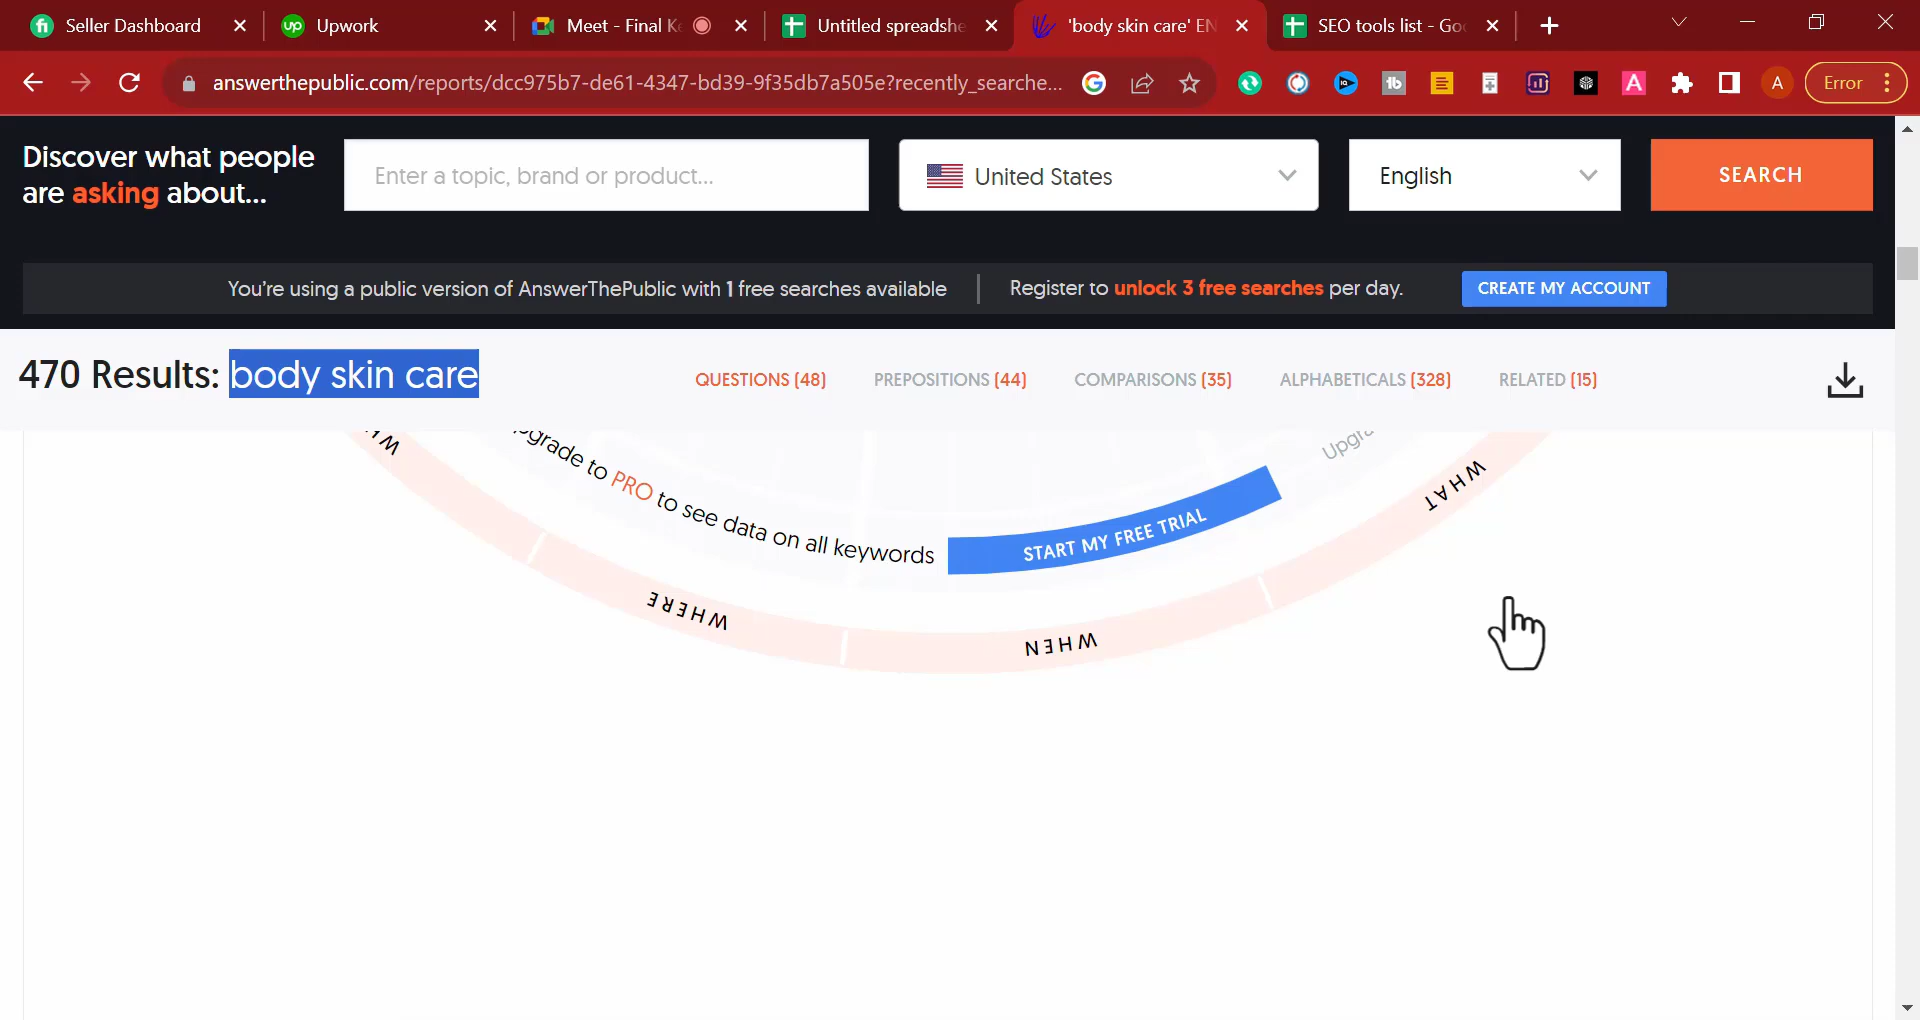 Seller Dashboard
Upwork
Meet - Final Ke
Untitled spreadshe
'body skin care' EN
SEO tools list - Goo
answerthepublic.com/reports/dcc975b7-de61-4347-bd39-9f35db7a505e?recently_searche...
A
Error
Discover what people
are asking about...
Enter a topic, brand or product...
United States
English
SEARCH
You're using a public version of AnswerThePublic with 1 free searches available
Register to unlock 3 free searches per day.
CREATE MY ACCOUNT
470 Results: body skin care
QUESTIONS (48)
PREPOSITIONS (44)
COMPARISONS (35)
ALPHABETICALS (328)
RELATED (15)
pgrade to PRO to see data on all keywords
START MY FREE TRIAL
WHAT
WHERE
WHEN